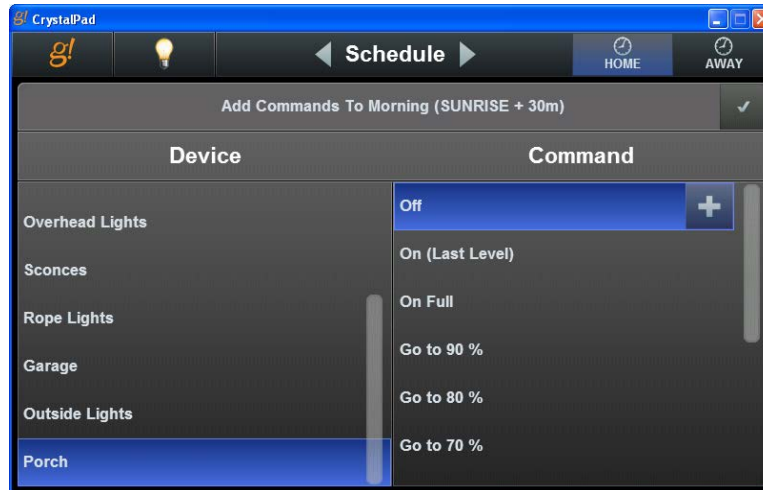 g! CrystalPad
g! Schedule HOME AWAY
Add Commands To Morning (SUNRISE + 30m)
Device Command
Overhead Lights
Sconces
Rope Lights
Garage
Outside Lights
Porch
Off
On (Last Level)
On Full
Go to 90 %
Go to 80 %
Go to 70 %